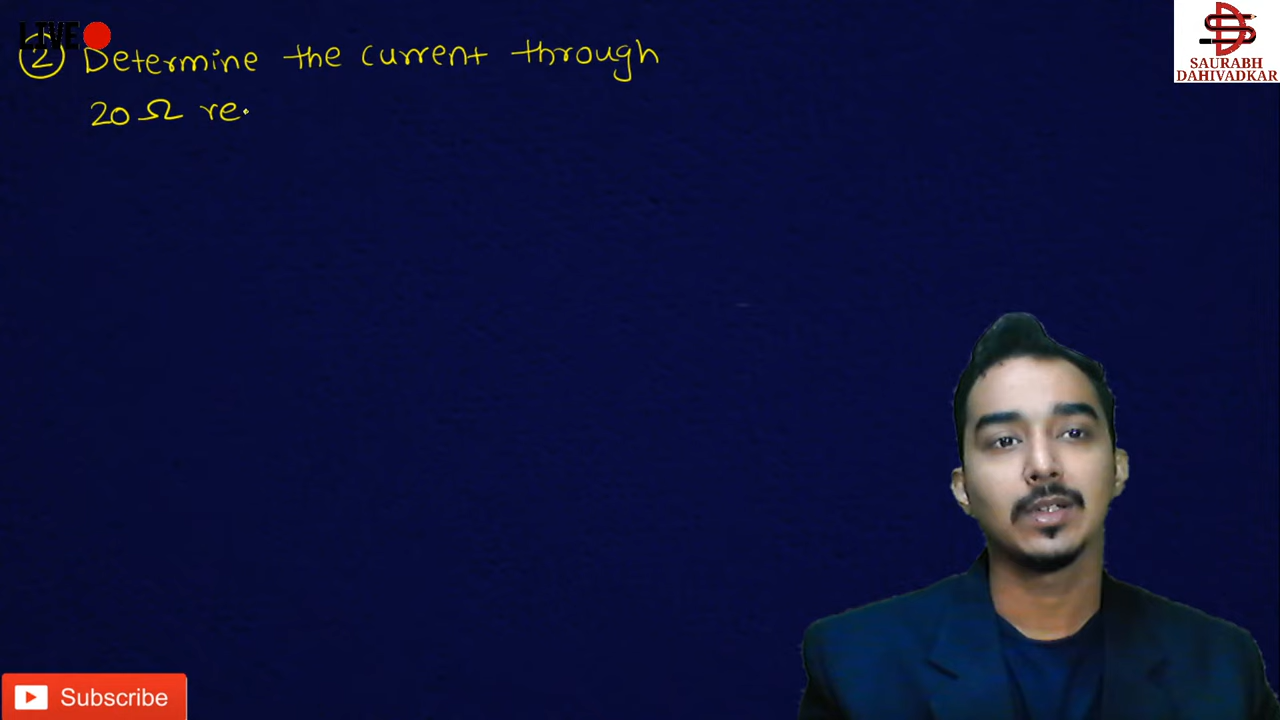 LIVE
② Determine the current through
20 Ω re
SAURABH
DAHIVADKAR
Subscribe